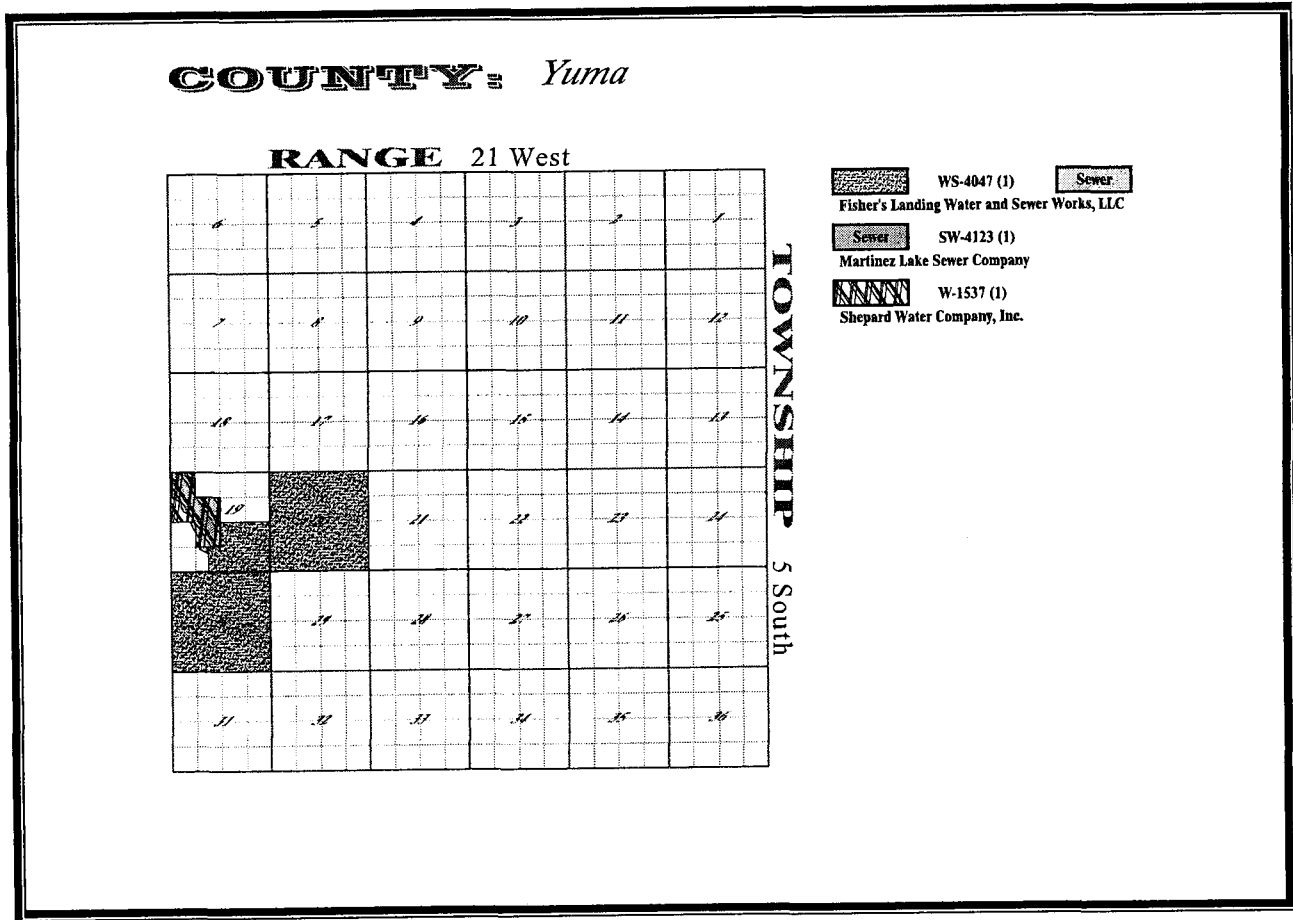 COUNTY: Yuma
RANGE 21 West
6 5 4 3 2 1
7 8 9 10 11 12
18 17 16 15 14 13
19 21 22 23 24
29 28 27 26 25
31 32 33 34 35 36
TOWNSHIP 5 South
WS-4047 (1) Sewer
Fisher's Landing Water and Sewer Works, LLC
Sewer SW-4123 (1)
Martinez Lake Sewer Company
W-1537 (1)
Shepard Water Company, Inc.